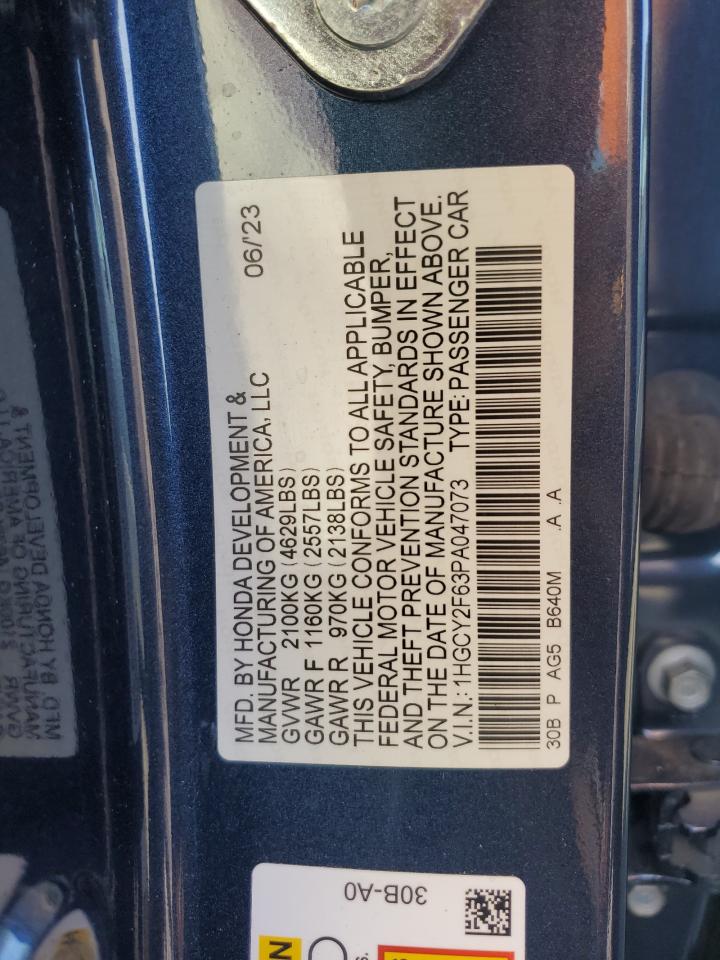 MFD. BY HONDA DEVELOPMENT & 06/'23
MANUFACTURING OF AMERICA, LLC
GVWR 2100KG (4629LBS)
GAWR F 1160KG (2557LBS)
GAWR R 970KG (2138LBS)
THIS VEHICLE CONFORMS TO ALL APPLICABLE
FEDERAL MOTOR VEHICLE SAFETY, BUMPER,
AND THEFT PREVENTION STANDARDS IN EFFECT
ON THE DATE OF MANUFACTURE SHOWN ABOVE.
V.I.N.: 1HGCY2F63PA047073 TYPE: PASSENGER CAR
30B P AG5 B640M .A .A
30B-A0